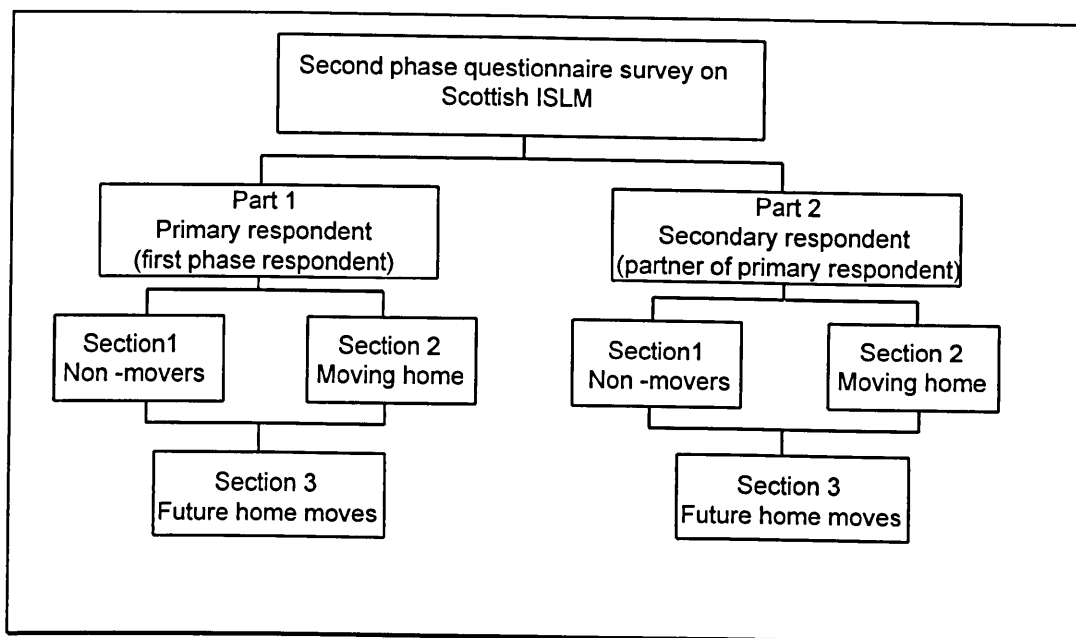 Second phase questionnaire survey on
Scottish ISLM
Part 1
Primary respondent
(first phase respondent)
Part 2
Secondary respondent
(partner of primary respondent)
Section1
Non -movers
Section 2
Moving home
Section1
Non -movers
Section 2
Moving home
Section 3
Future home moves
Section 3
Future home moves